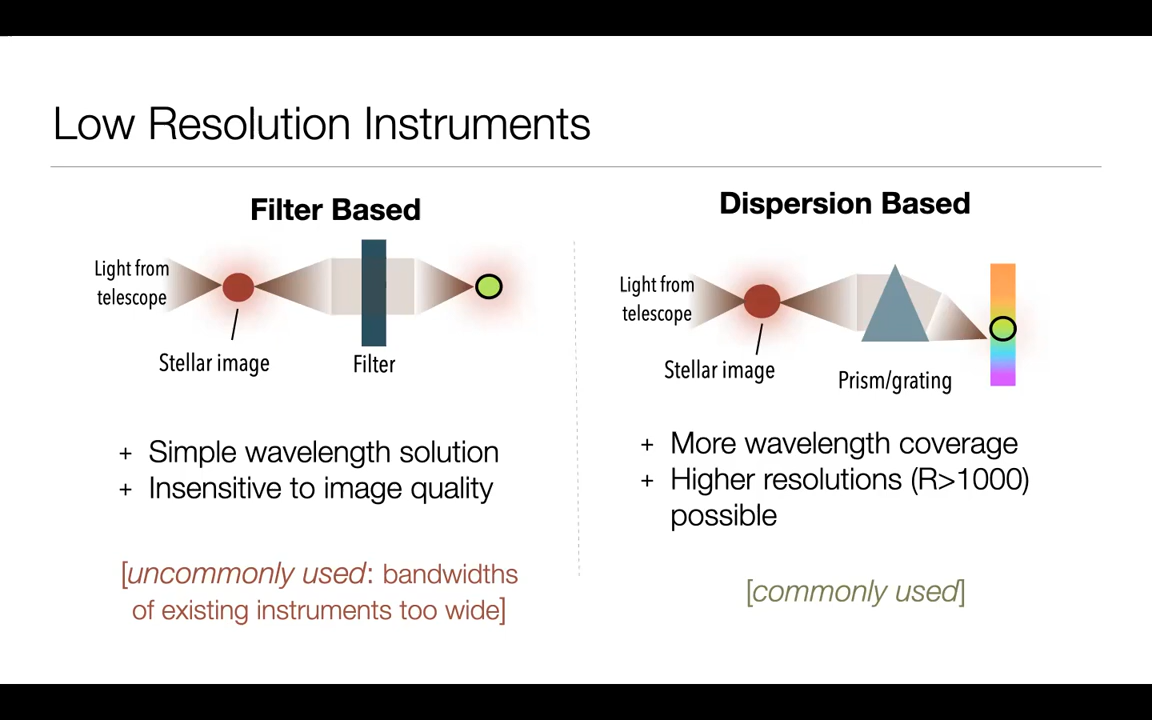 Low Resolution Instruments
Filter Based
Light from
telescope
Stellar image
Filter
+ Simple wavelength solution
+ Insensitive to image quality
[uncommonly used: bandwidths
of existing instruments too wide]
Dispersion Based
Light from
telescope
Stellar image
Prism/grating
+ More wavelength coverage
+ Higher resolutions (R>1000)
possible
[commonly used]